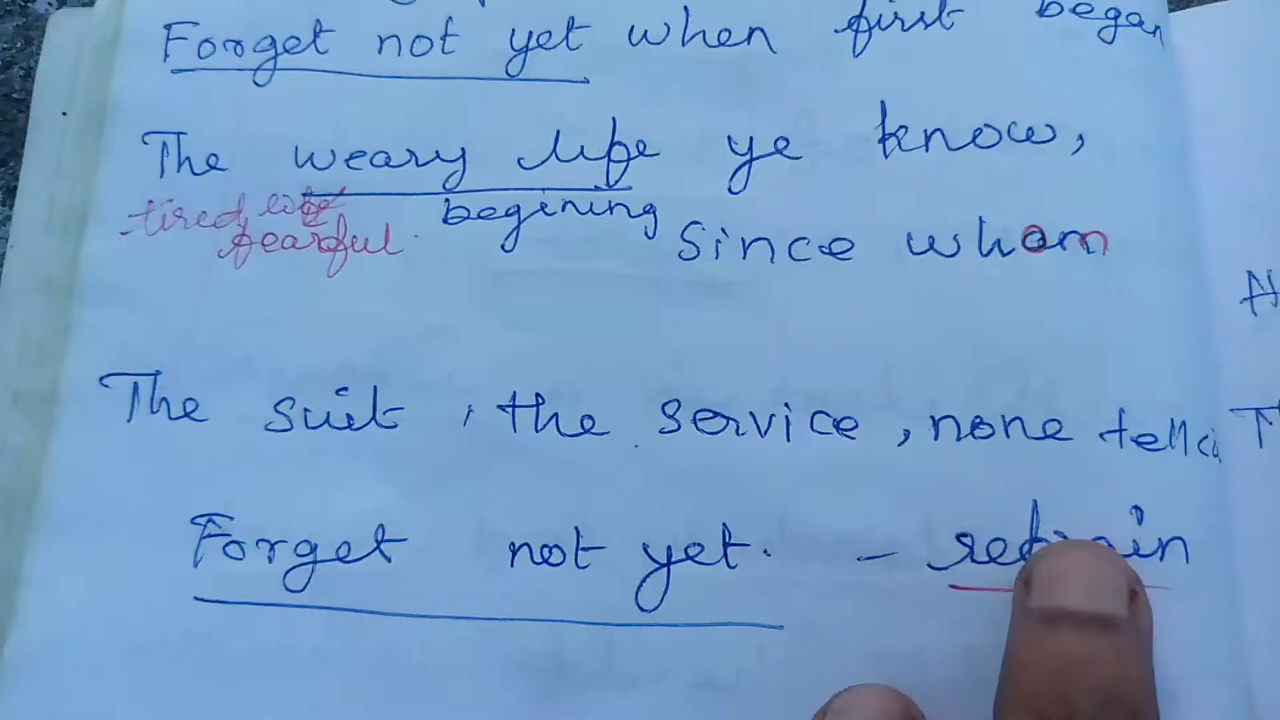 Forget not yet when first began
The weary life ye know,
tired, life begining
fearful. Since whom
The suit, the service, none
Forget not yet. - refrain